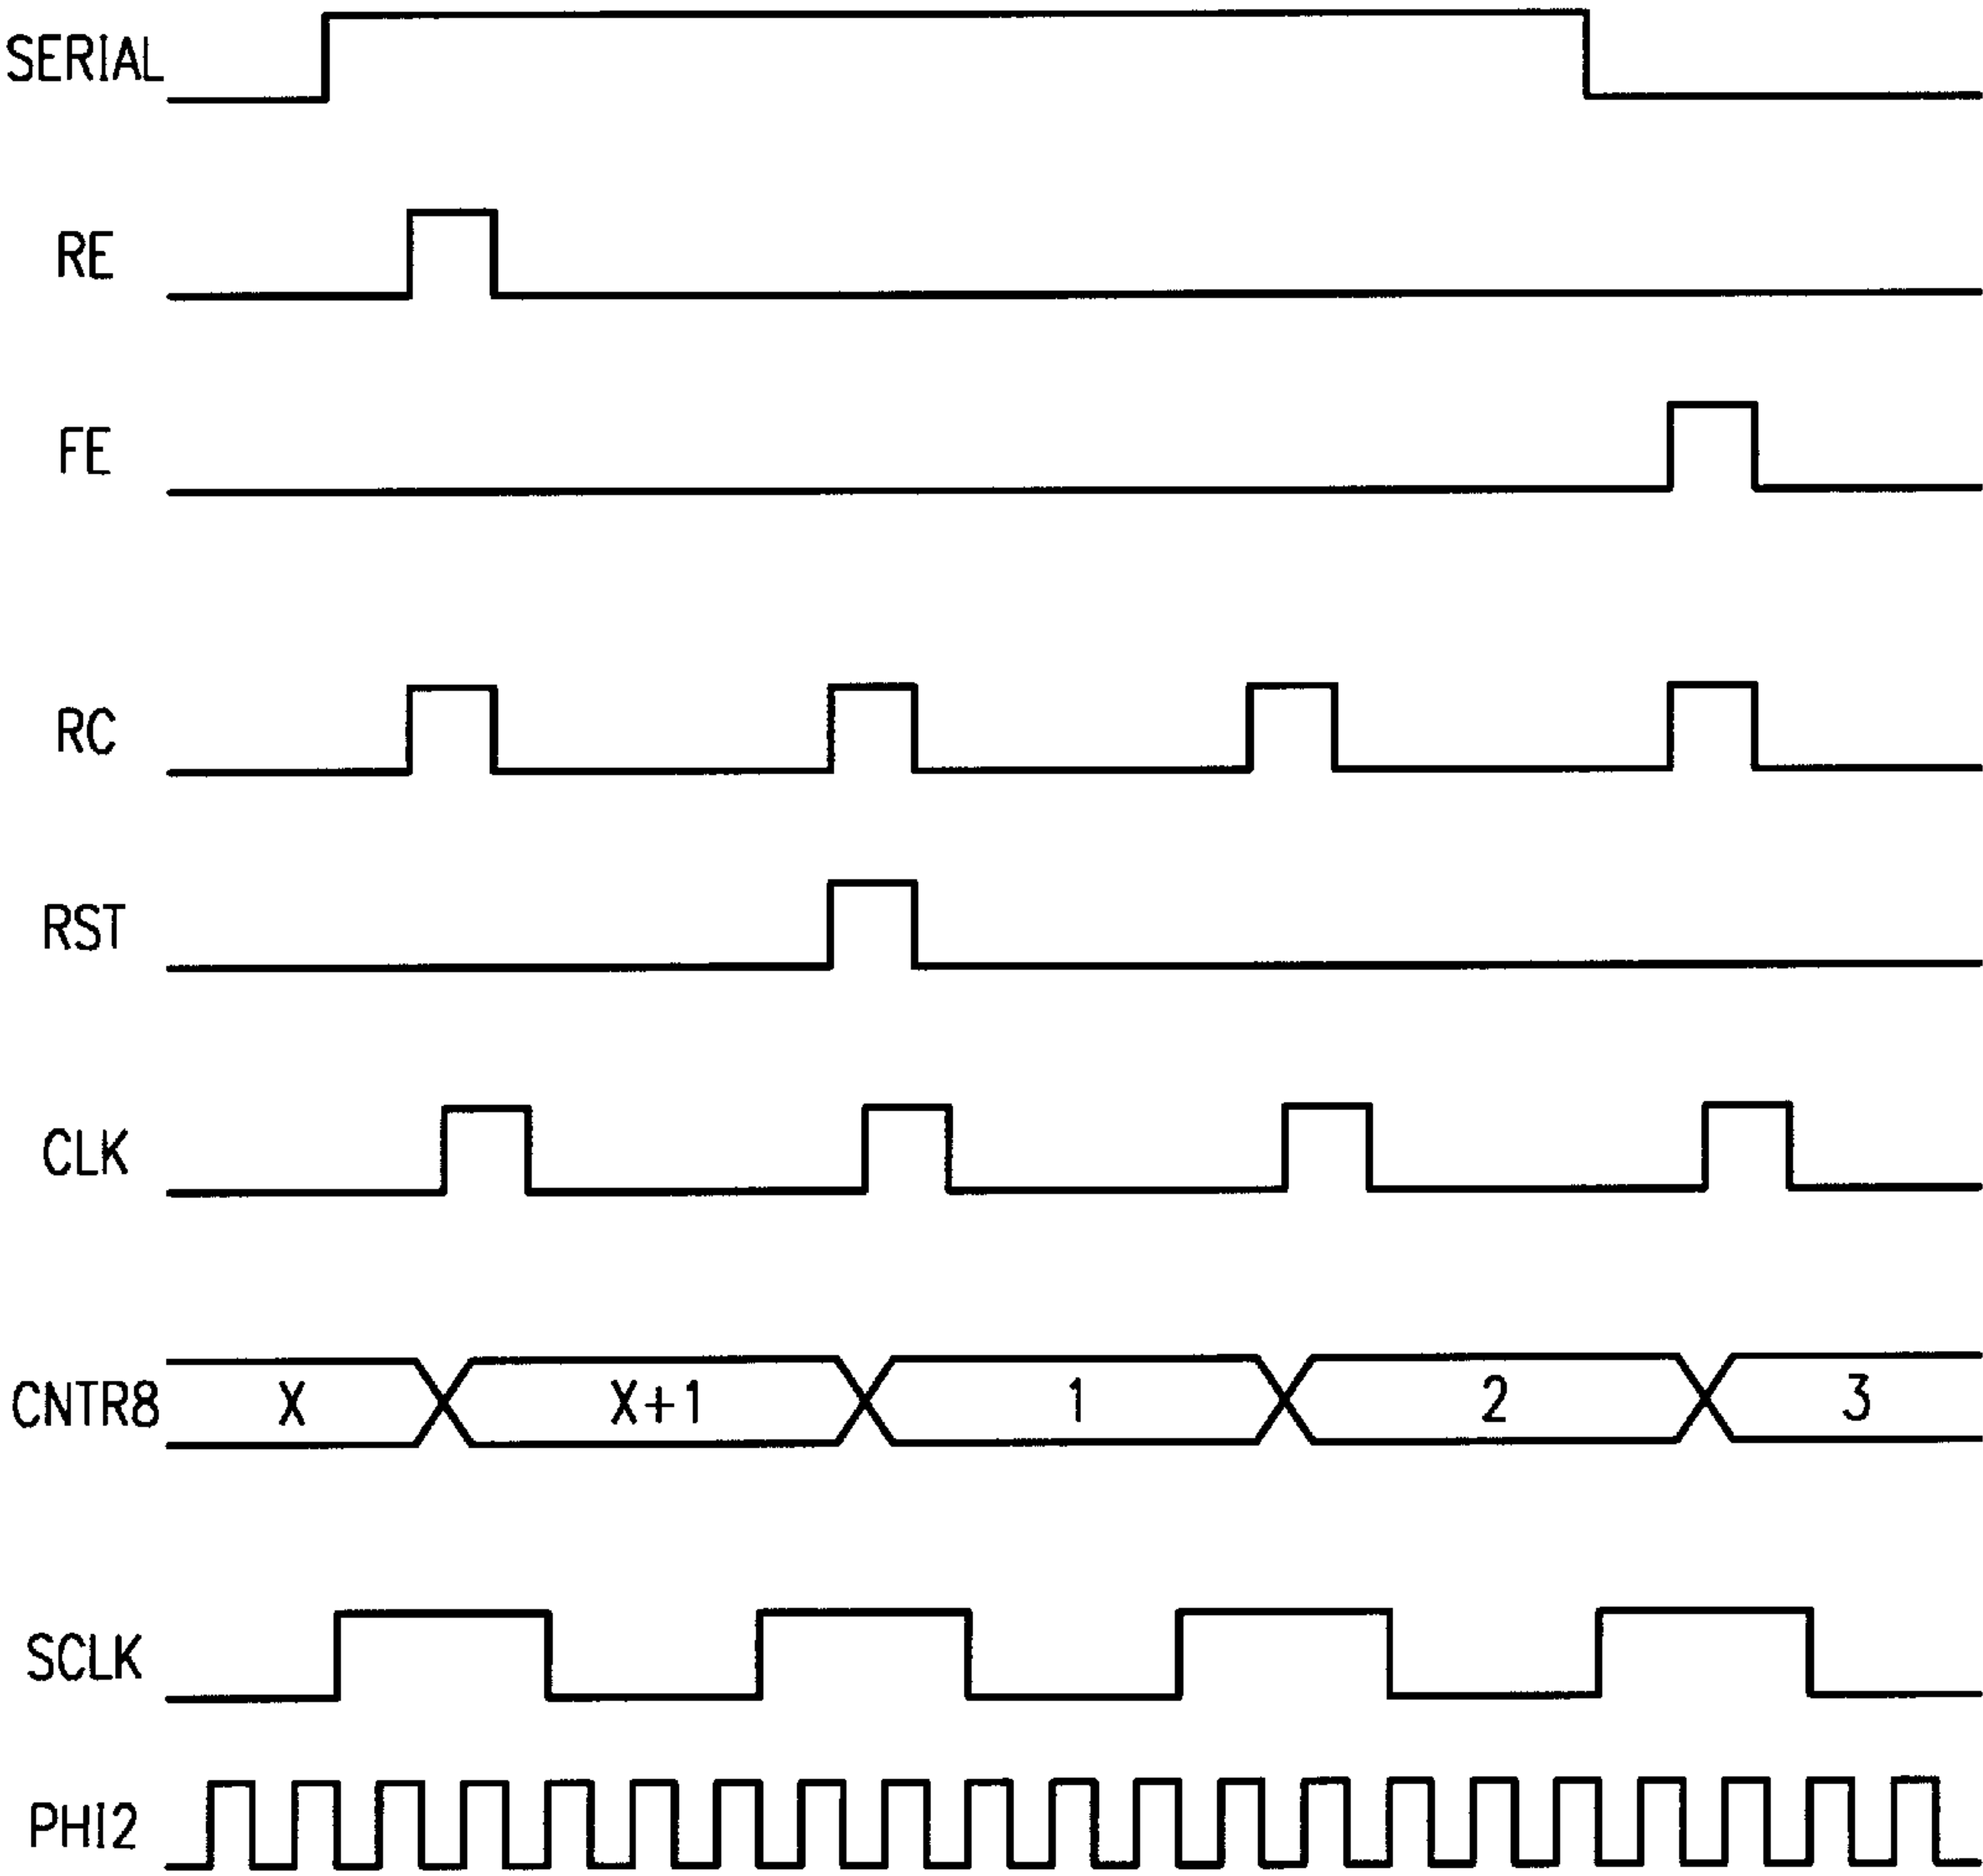 SERIAL
RE
FE
RC
RST
CLK
CNTR8 X X+1 1 2 3
SCLK
PHI2